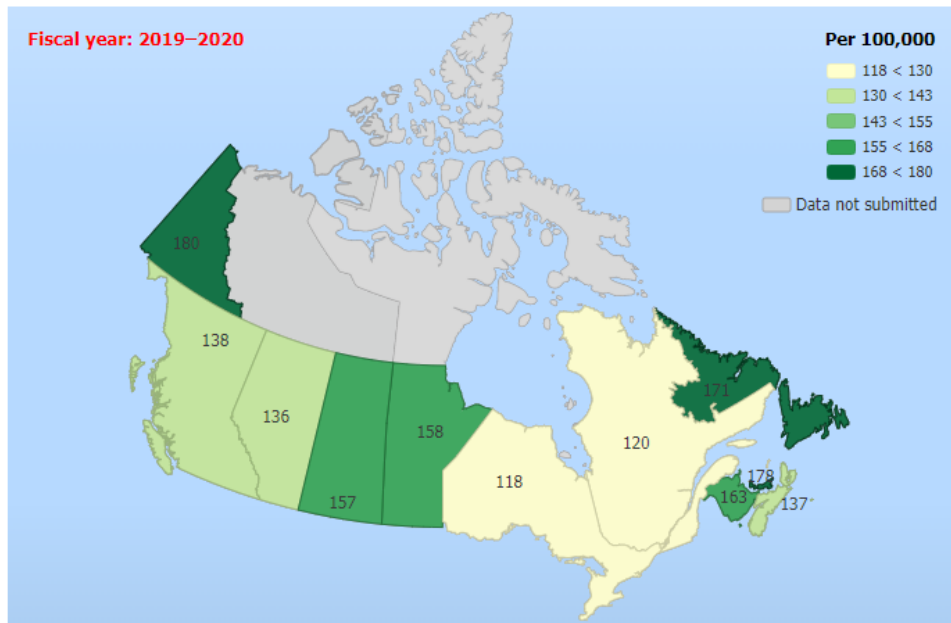 Fiscal year: 2019–2020
Per 100,000
118 < 130
130 < 143
143 < 155
155 < 168
168 < 180
Data not submitted
180
138
136
157
158
118
120
171
178
163
137